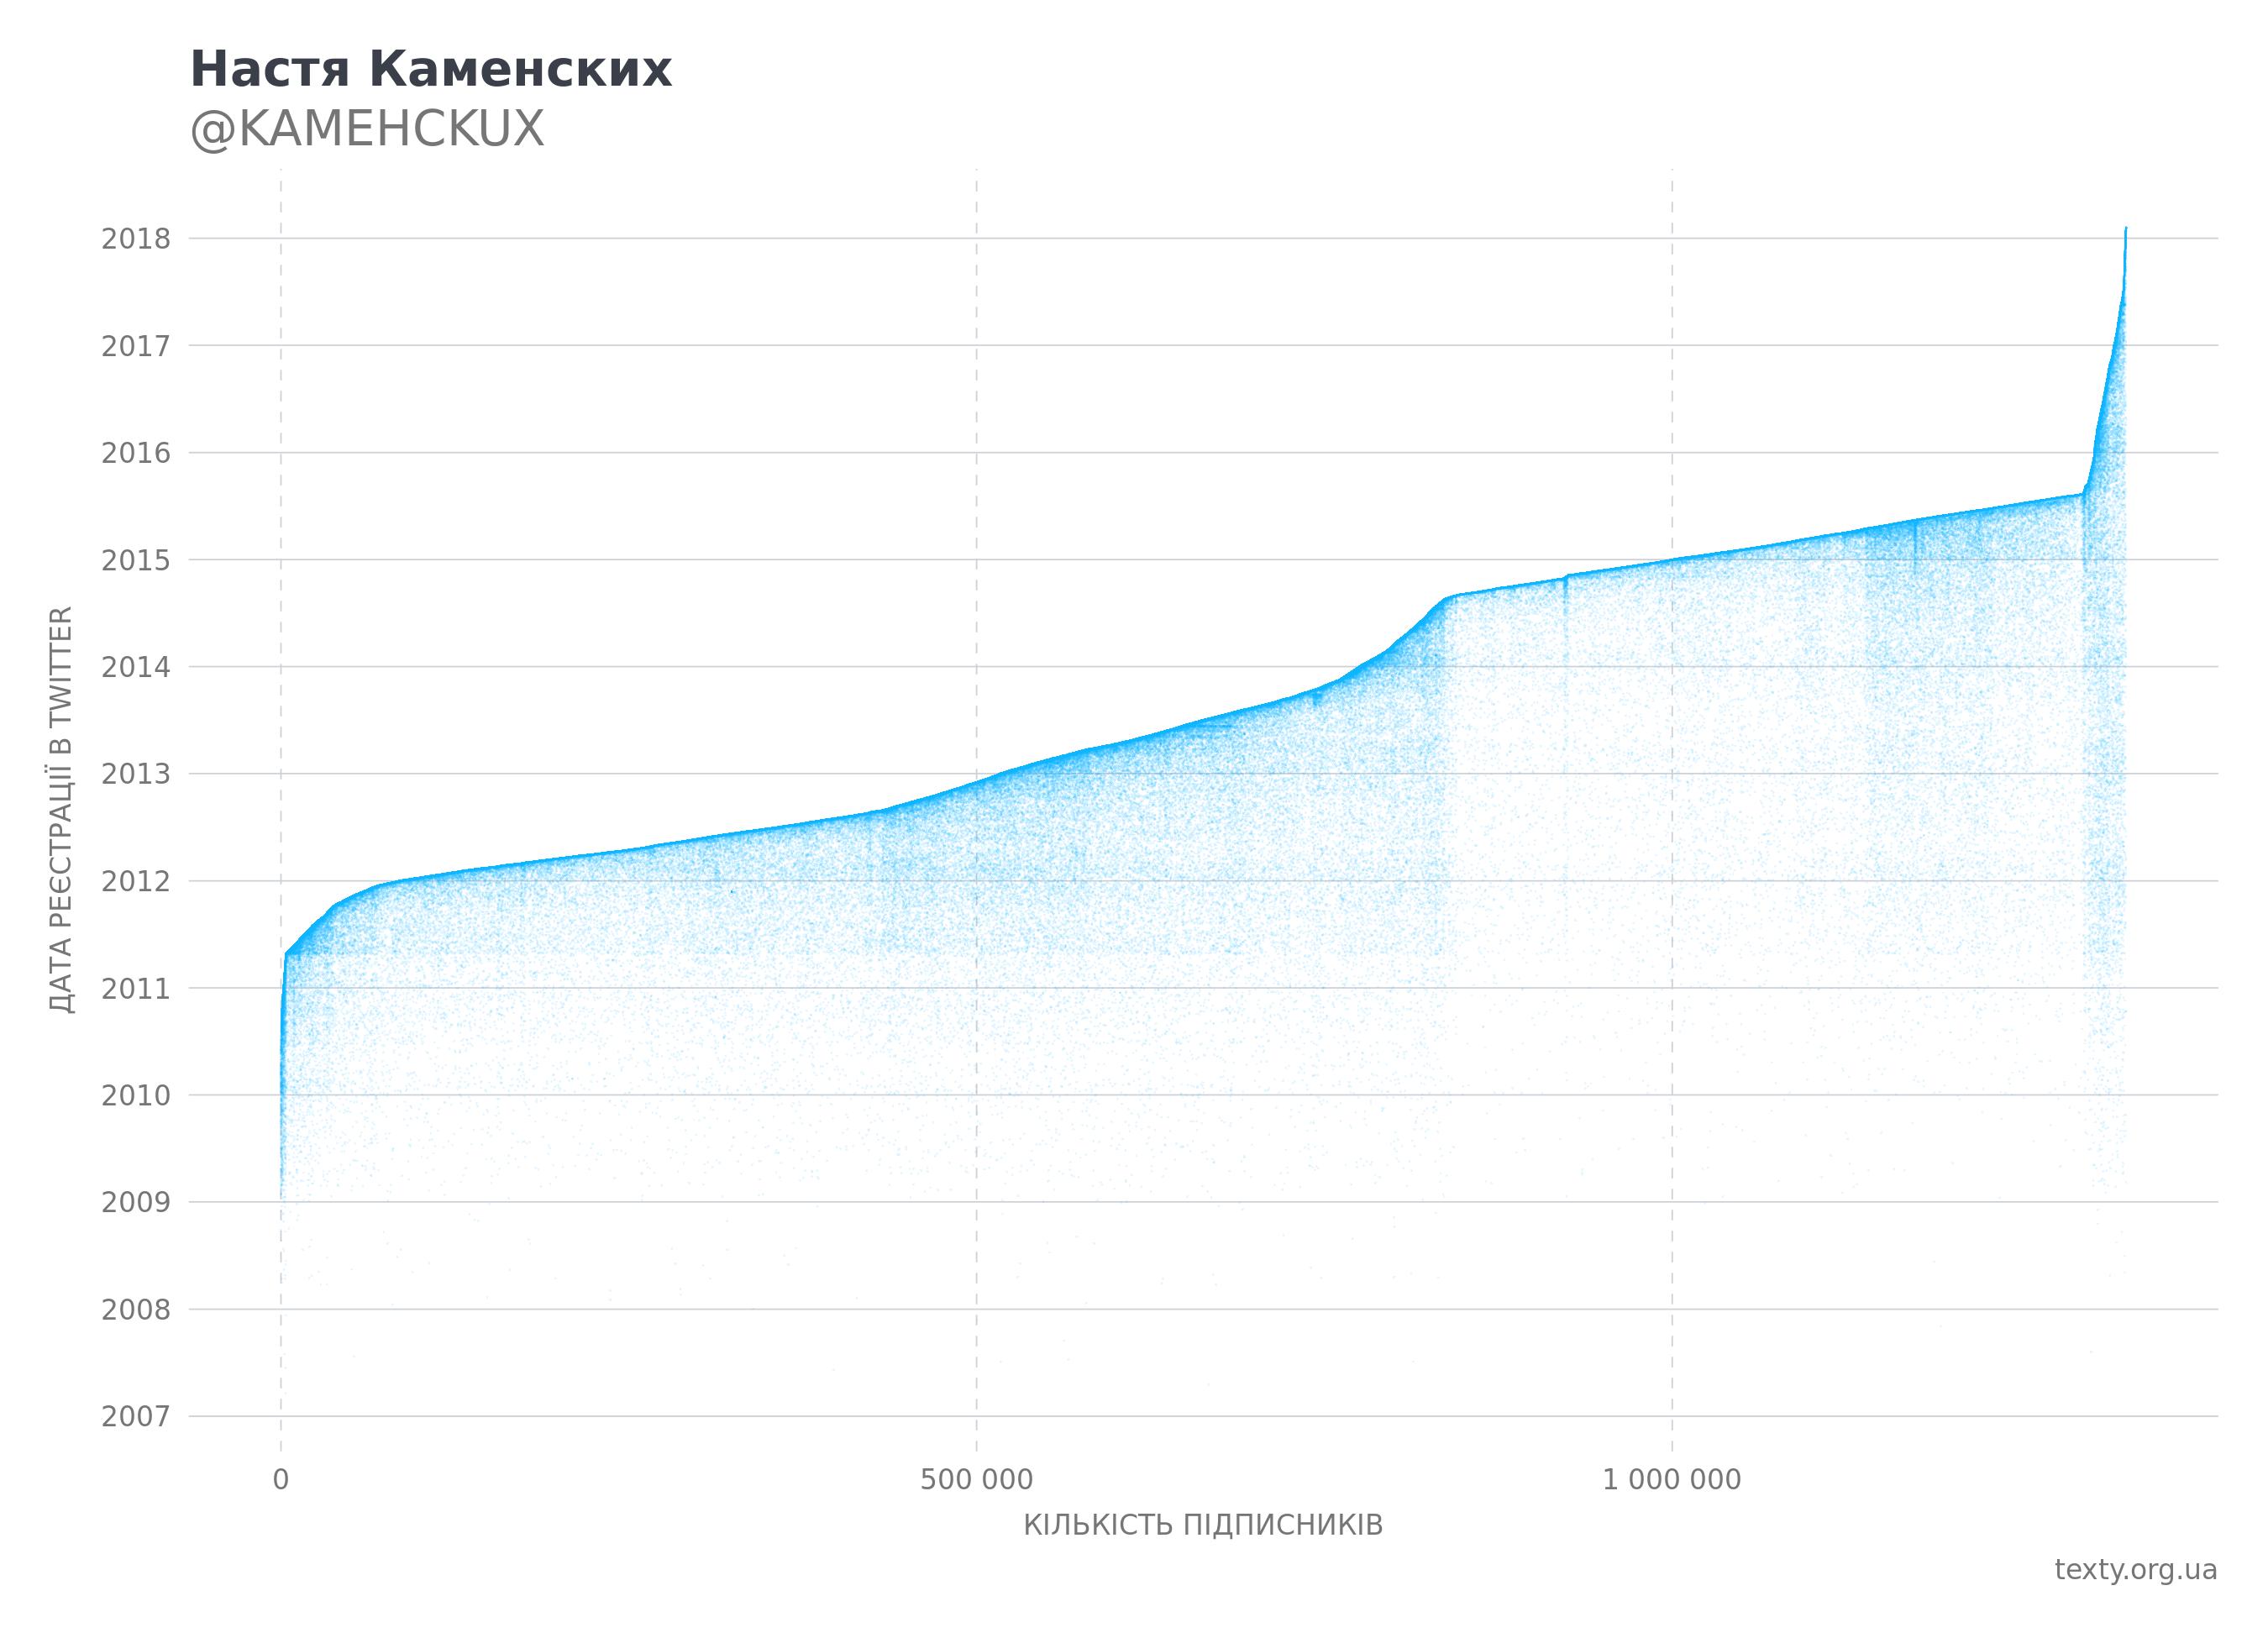 Настя Каменских
@KAMEHCKUX
ДАТА РЕЄСТРАЦІЇ В TWITTER
2018
2017
2016
2015
2014
2013
2012
2011
2010
2009
2008
2007
0
500 000
1 000 000
КІЛЬКІСТЬ ПІДПИСНИКІВ
texty.org.ua